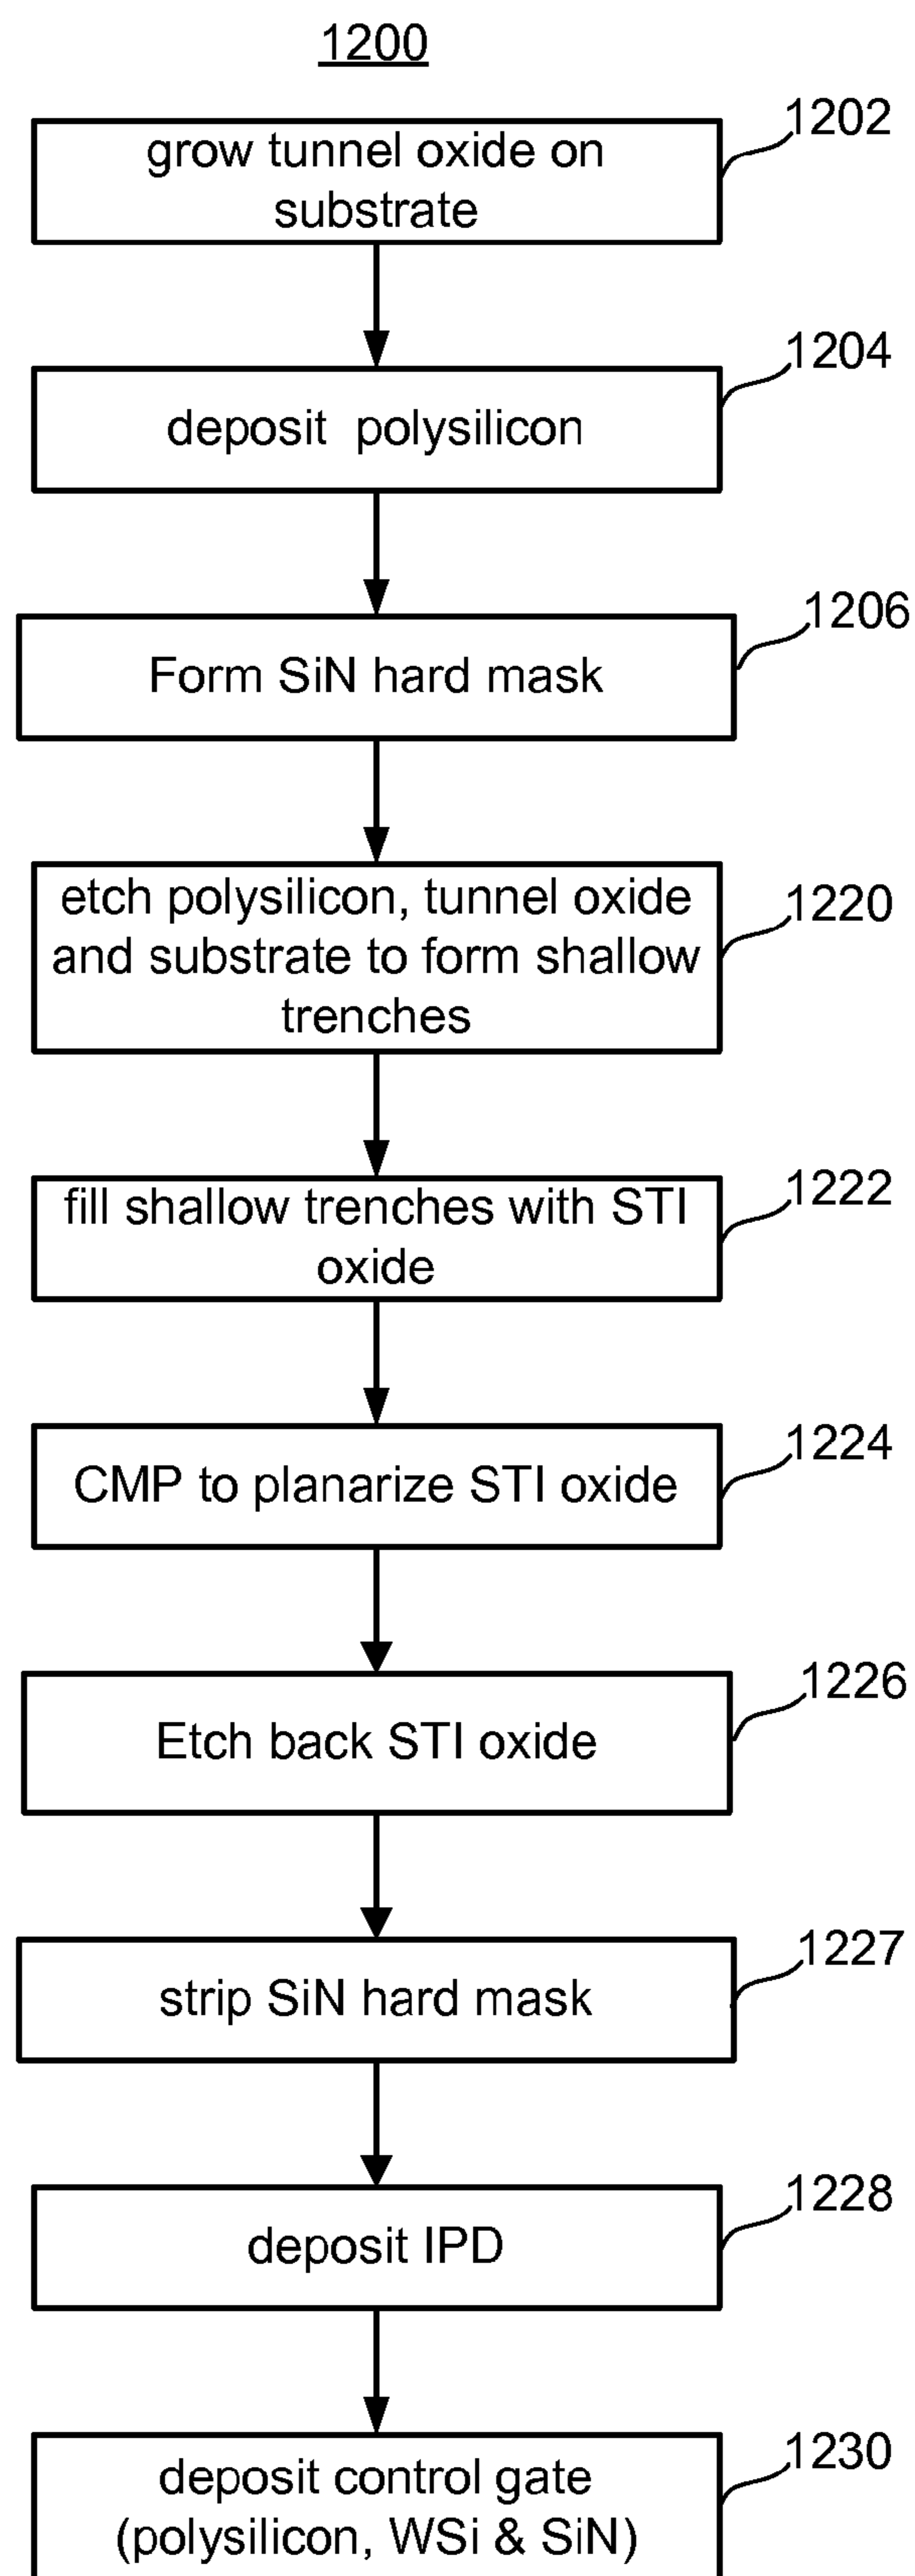 1200
1202
grow tunnel oxide on
substrate
1204
deposit polysilicon
1206
Form SiN hard mask
1220
etch polysilicon, tunnel oxide
and substrate to form shallow
trenches
1222
fill shallow trenches with STI
oxide
1224
CMP to planarize STI oxide
1226
Etch back STI oxide
1227
strip SiN hard mask
1228
deposit IPD
1230
deposit control gate
(polysilicon, WSi & SiN)